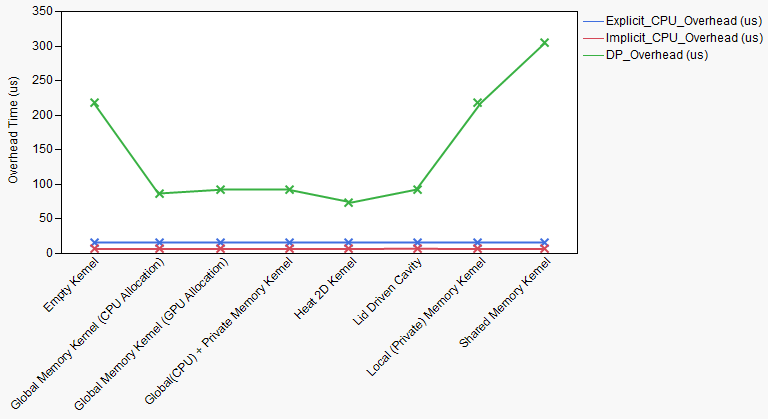 350
300
250
200
150
100
50
0
Overhead Time (us)
Empty Kernel
Global Memory Kernel (CPU Allocation)
Global Memory Kernel (GPU Allocation)
Global(CPU) + Private Memory Kernel
Heat 2D Kernel
Lid Driven Cavity
Local (Private) Memory Kernel
Shared Memory Kernel
Explicit_CPU_Overhead (us)
Implicit_CPU_Overhead (us)
DP_Overhead (us)